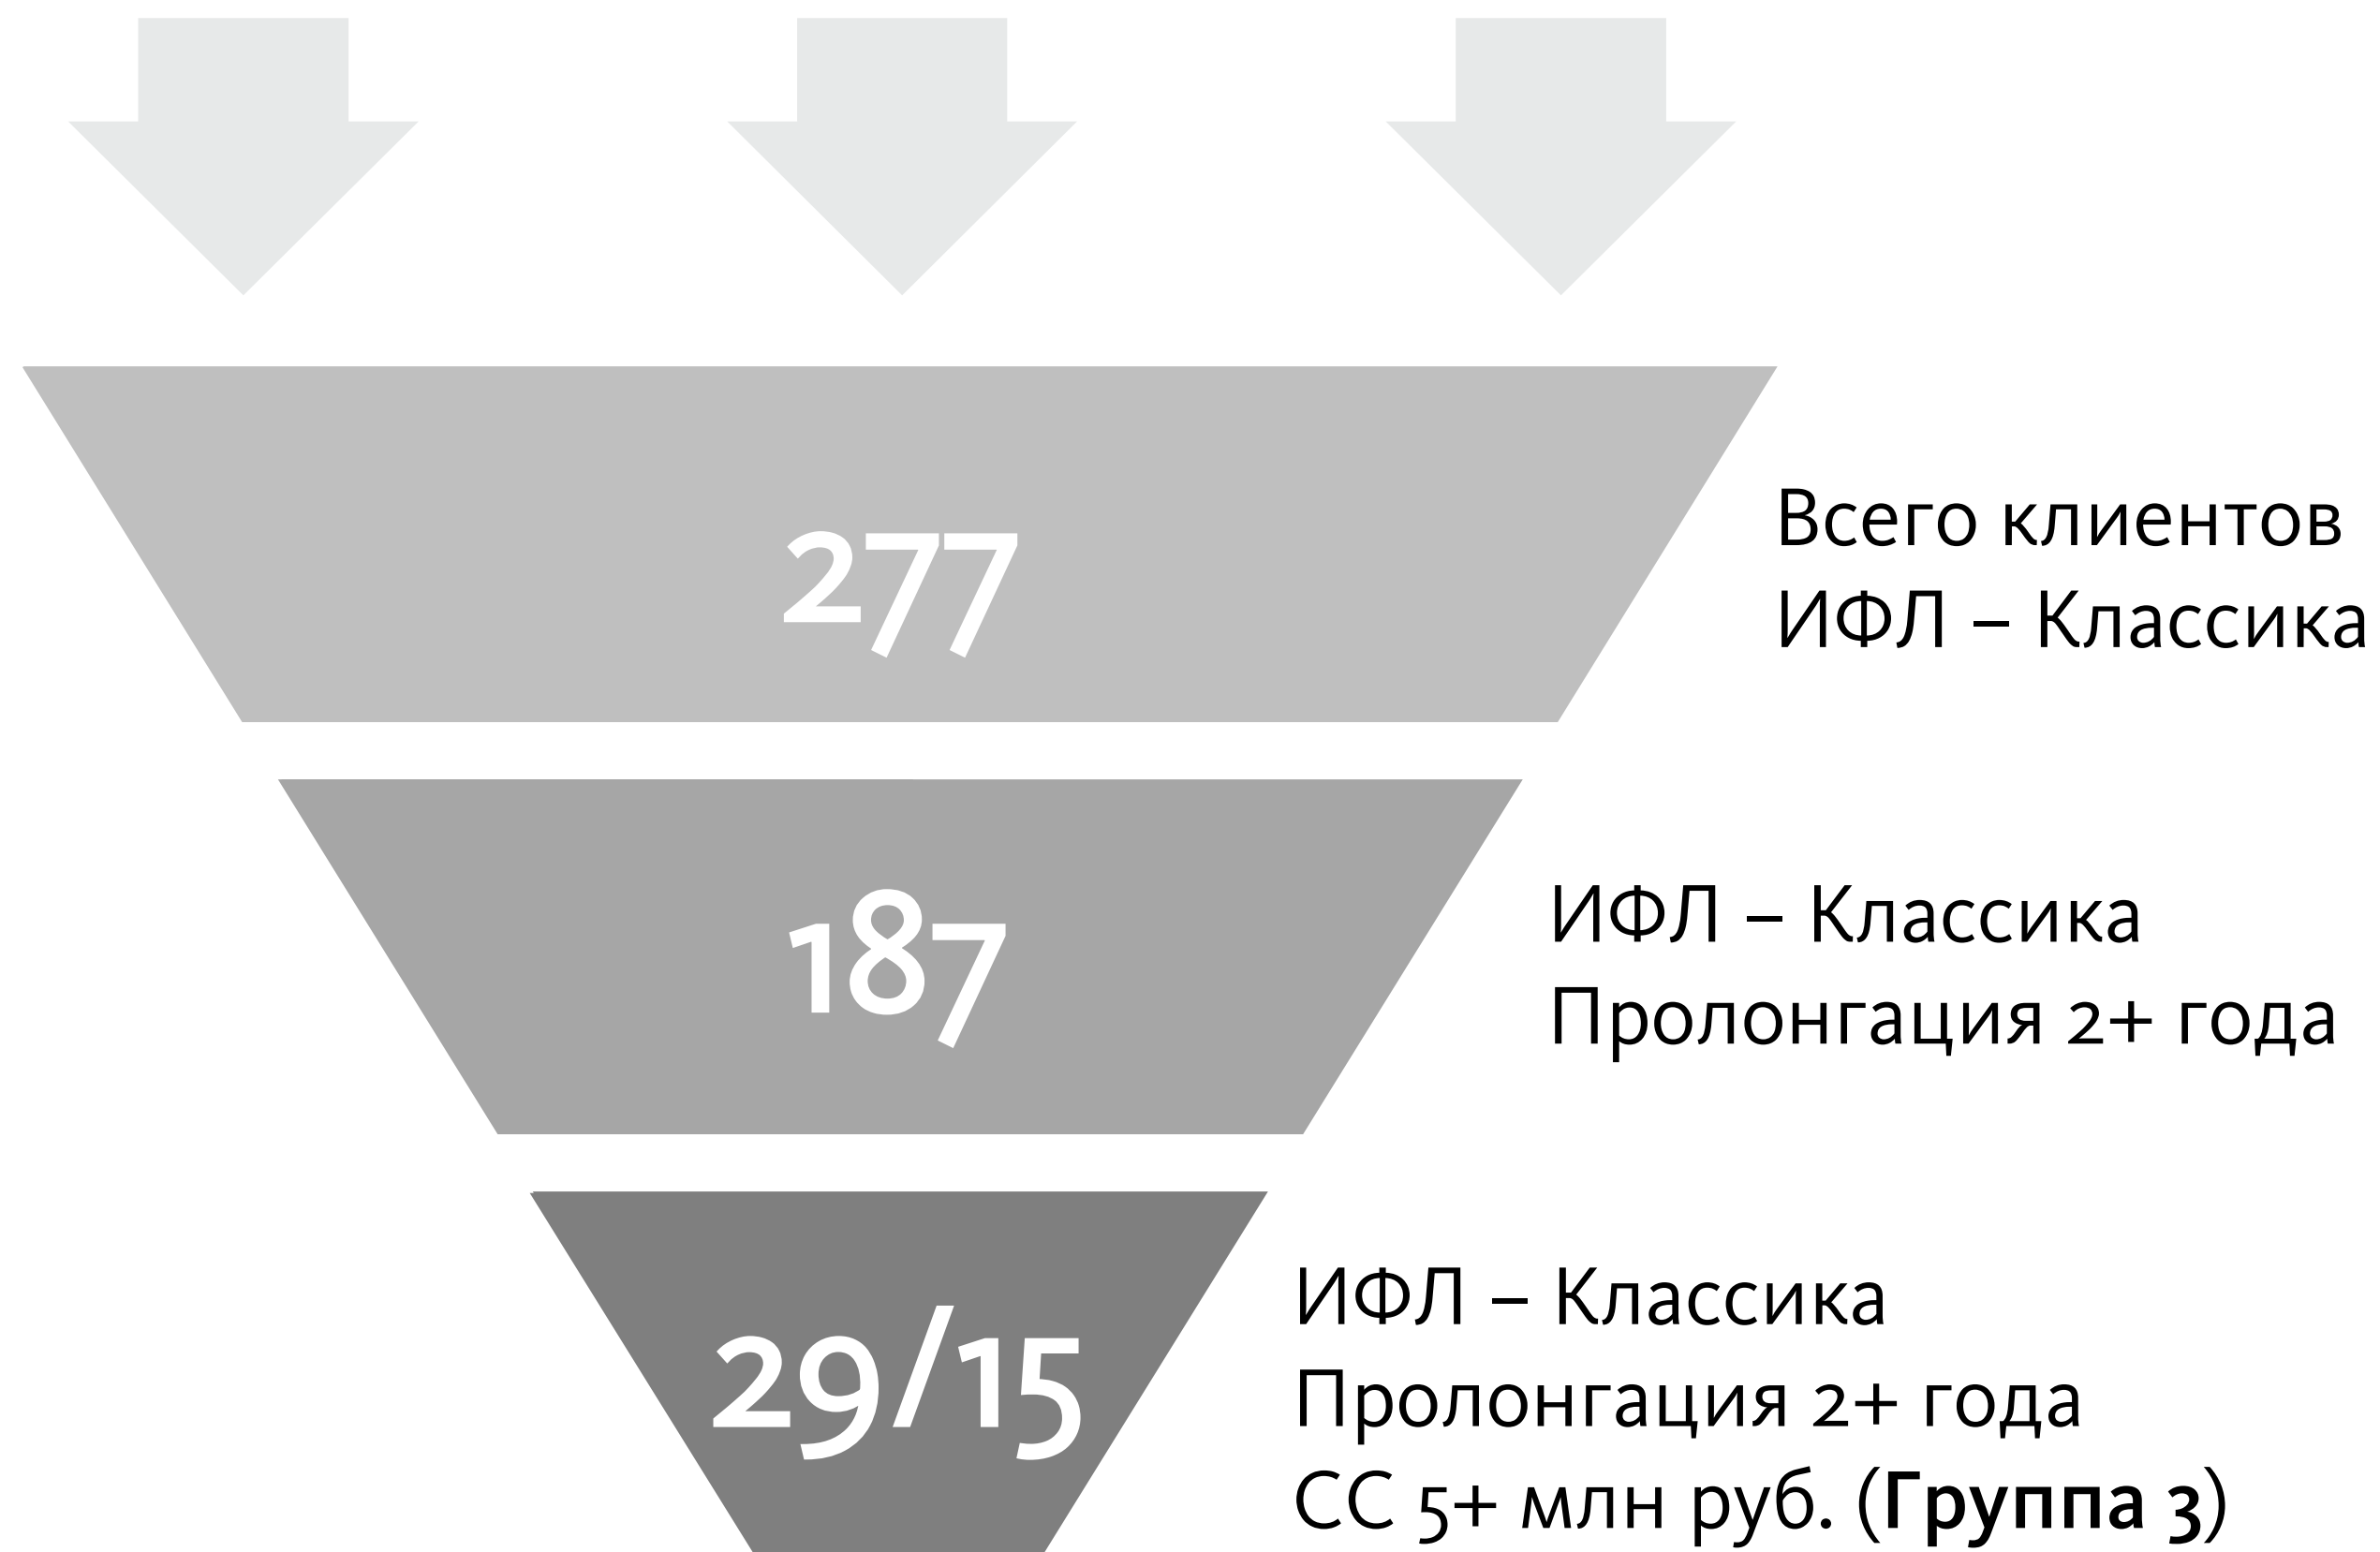 277
Всего клиентов
ИФЛ – Классика
187
ИФЛ – Классика
Пролонгация 2+ года
29/15
ИФЛ – Классика
Пролонгация 2+ года
СС 5+ млн руб. (Группа 3)